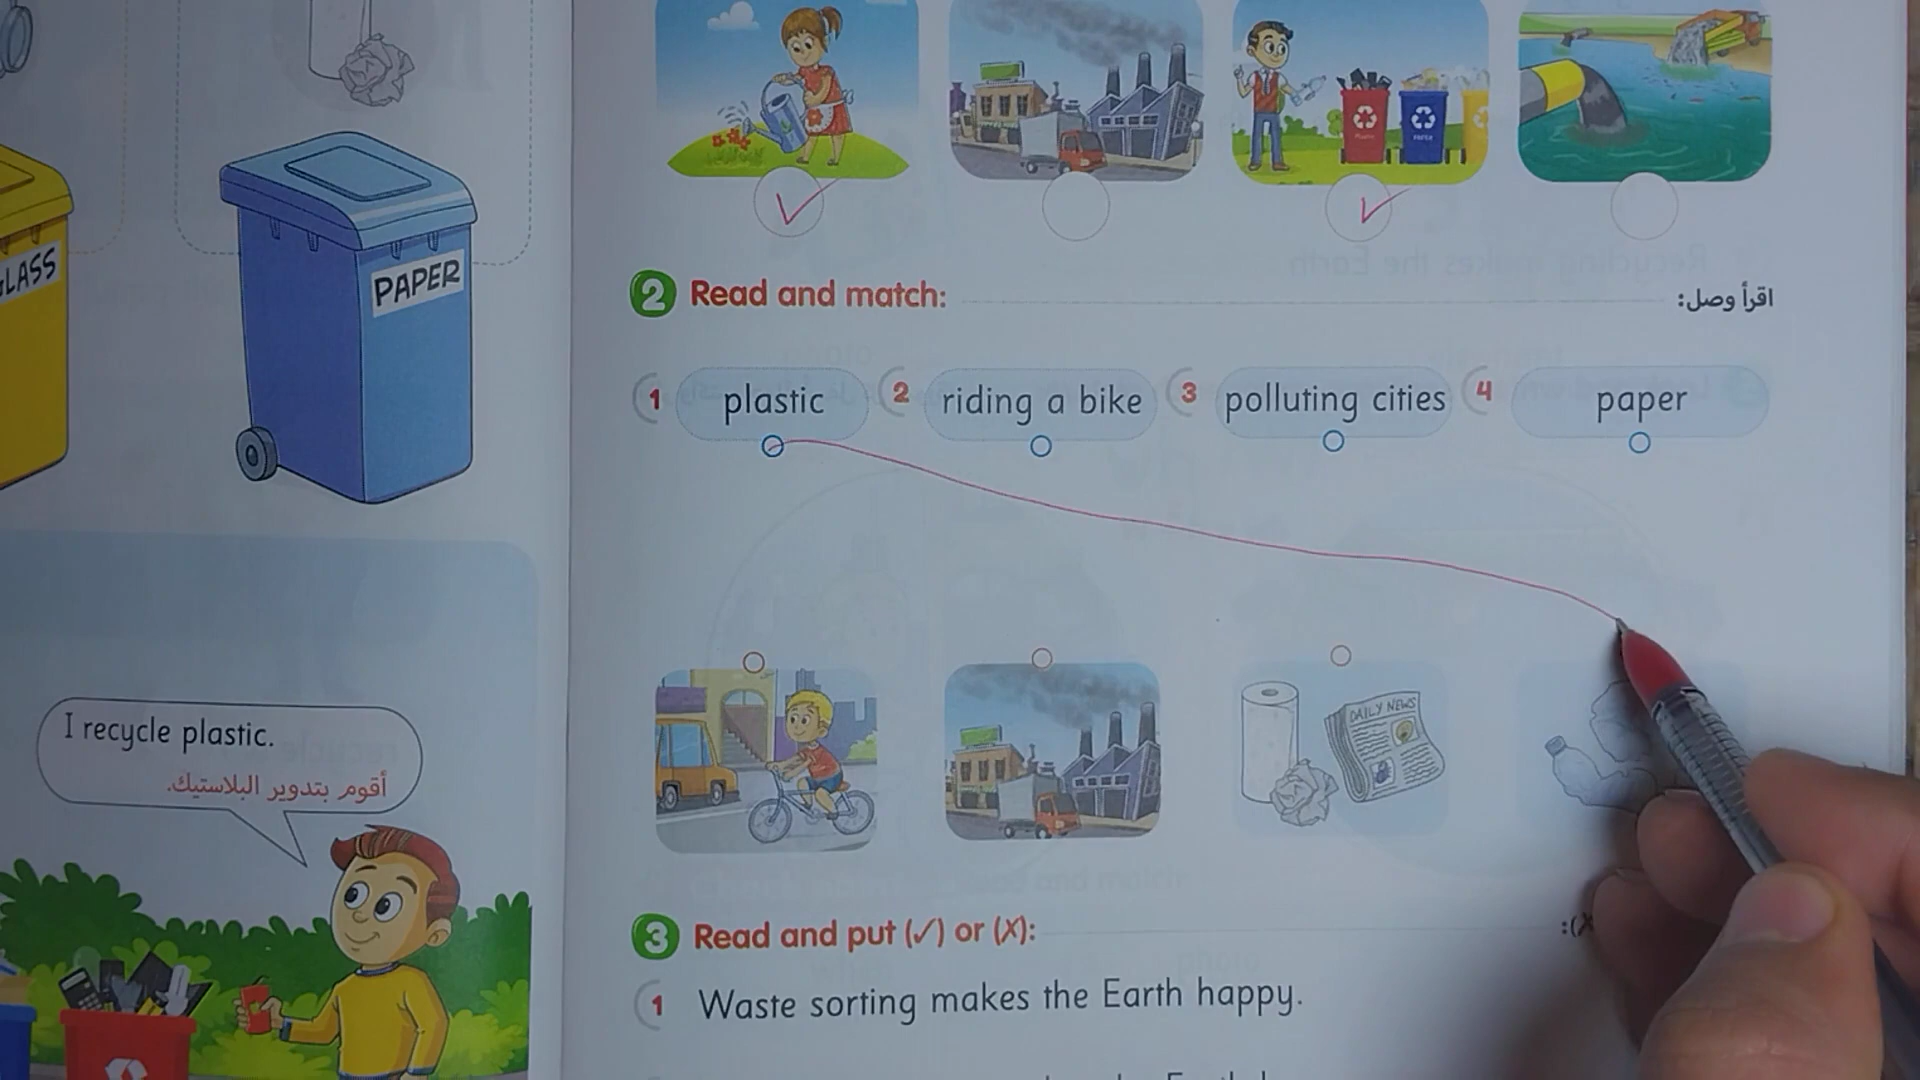 GLASS
PAPER
I recycle plastic.
أقوم بتدوير البلاستيك.
2 Read and match:
اقرأ وصل:
1 plastic 2 riding a bike 3 polluting cities 4 paper
DAILY NEWS
3 Read and put (✓) or (X):
1 Waste sorting makes the Earth happy.